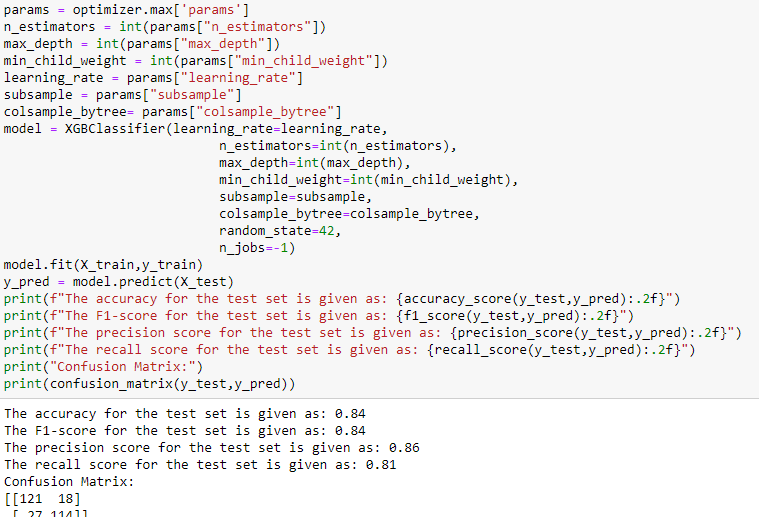 params = optimizer.max['params']
n_estimators = int(params["n_estimators"])
max_depth = int(params["max_depth"])
min_child_weight = int(params["min_child_weight"])
learning_rate = params["learning_rate"]
subsample = params["subsample"]
colsample_bytree= params["colsample_bytree"]
model = XGBClassifier(learning_rate=learning_rate,
                            n_estimators=int(n_estimators),
                            max_depth=int(max_depth),
                            min_child_weight=int(min_child_weight),
                            subsample=subsample,
                            colsample_bytree=colsample_bytree,
                            random_state=42,
                            n_jobs=-1)
model.fit(X_train,y_train)
y_pred = model.predict(X_test)
print(f"The accuracy for the test set is given as: {accuracy_score(y_test,y_pred):.2f}")
print(f"The F1-score for the test set is given as: {f1_score(y_test,y_pred):.2f}")
print(f"The precision score for the test set is given as: {precision_score(y_test,y_pred):.2f}")
print(f"The recall score for the test set is given as: {recall_score(y_test,y_pred):.2f}")
print("Confusion Matrix:")
print(confusion_matrix(y_test,y_pred))
The accuracy for the test set is given as: 0.84
The F1-score for the test set is given as: 0.84
The precision score for the test set is given as: 0.86
The recall score for the test set is given as: 0.81
Confusion Matrix:
[[121  18]
 [ 27 114]]